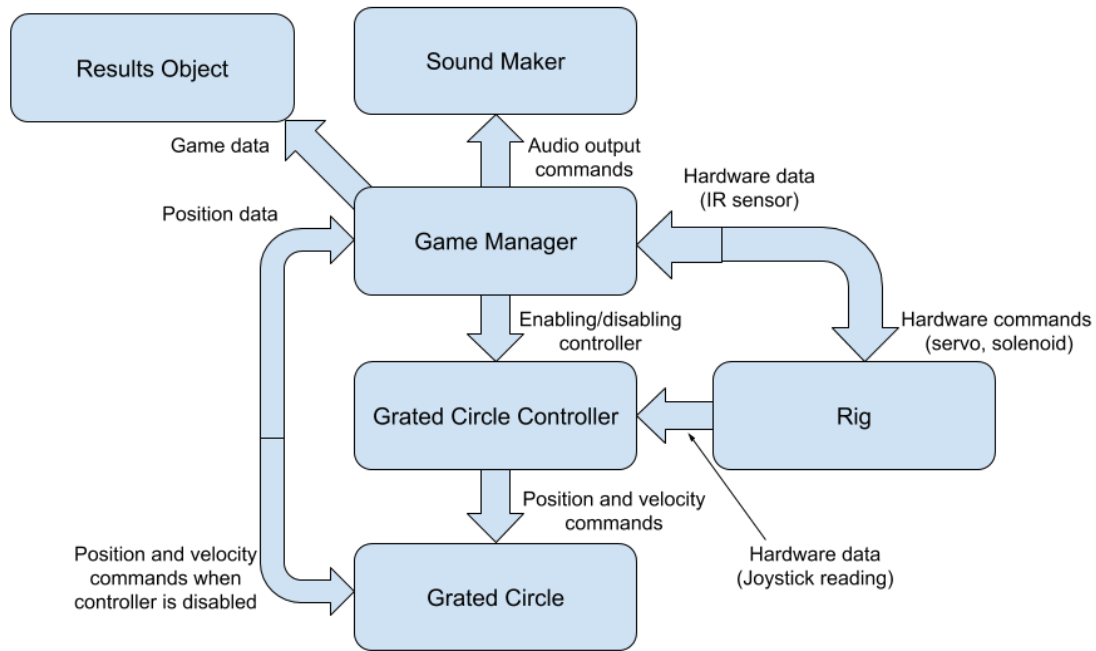 Results Object
Sound Maker
Game data
Audio output
commands
Hardware data
(IR sensor)
Position data
Game Manager
Enabling/disabling
controller
Hardware commands
(servo, solenoid)
Grated Circle Controller
Rig
Position and velocity
commands
Position and velocity
commands when
controller is disabled
Hardware data
(Joystick reading)
Grated Circle